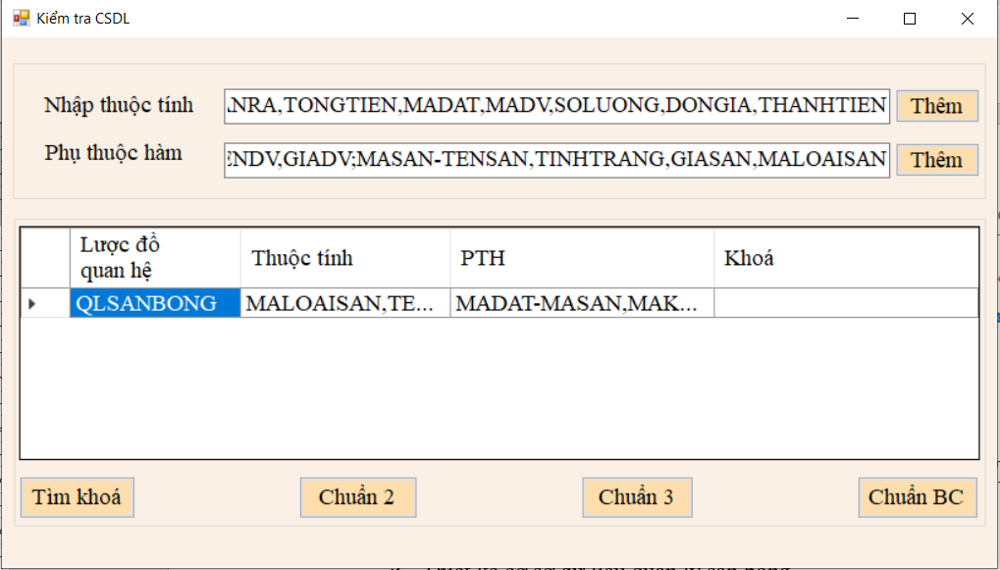 Kiểm tra CSDL
Nhập thuộc tính
ANRA,TONGTIEN,MADAT,MADV,SOLUONG,DONGIA,THANHTIEN
Thêm
Phụ thuộc hàm
ENDV,GIADV;MASAN-TENSAN,TINHTRANG,GIASAN,MALOAISAN
Thêm
Lược đồ
quan hệ
Thuộc tính
PTH
Khoá
QLSANBONG
MALOAISAN,TE...
MADAT-MASAN,MAK...
Tìm khoá
Chuẩn 2
Chuẩn 3
Chuẩn BC